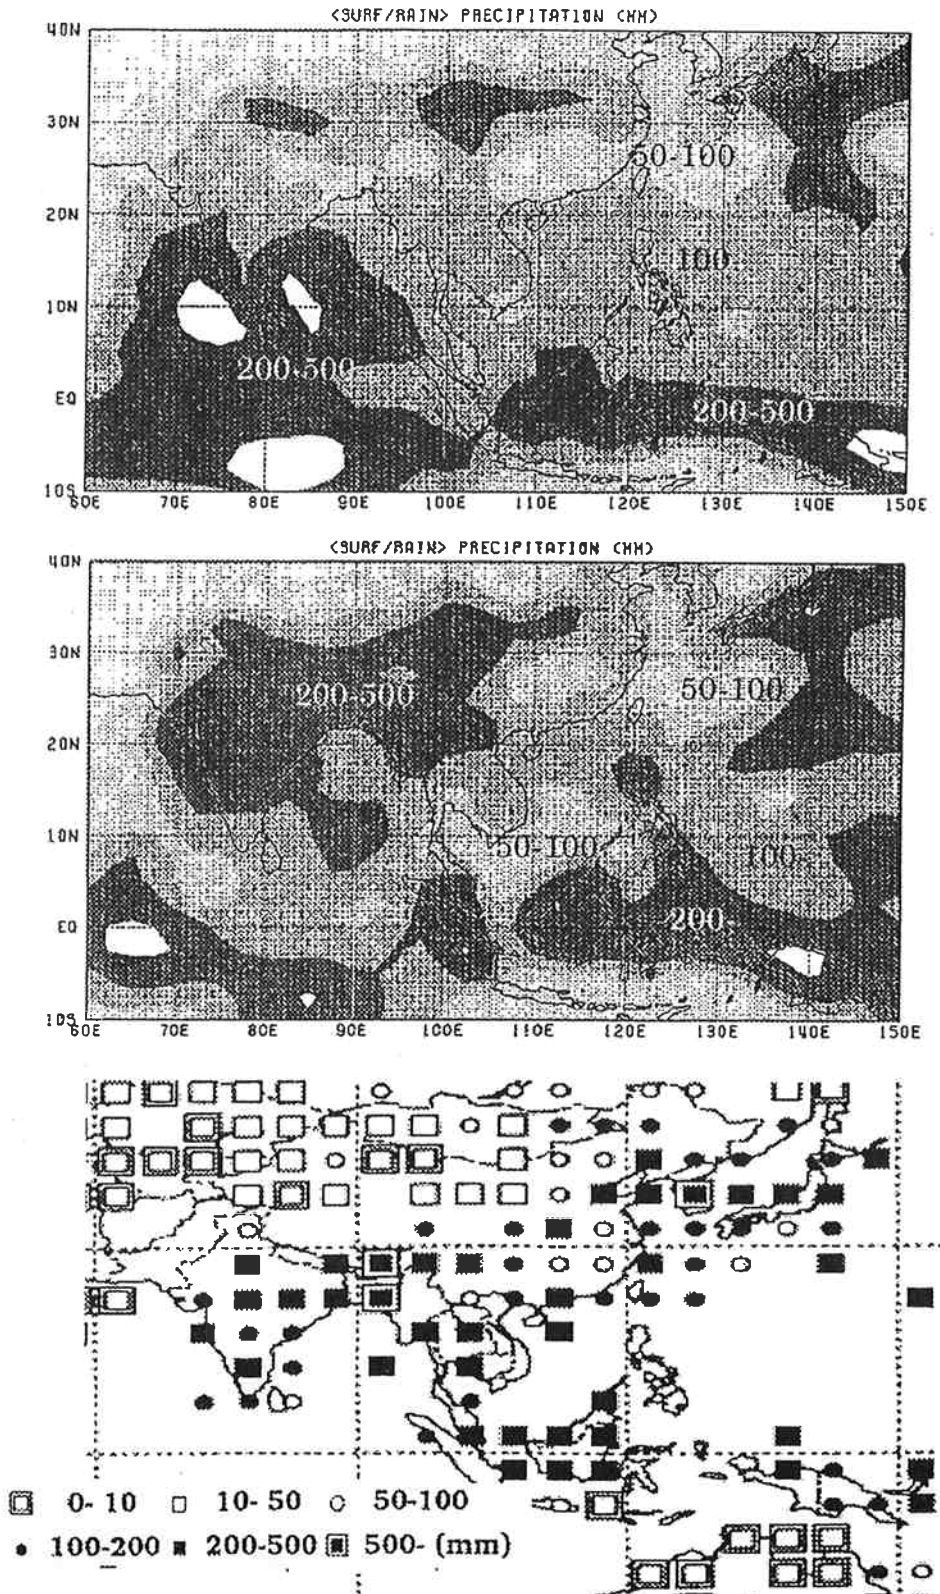 <SURF/RAIN> PRECIPITATION (MM)
40N
30N
50-100
20N
100
10N
200-500
EQ
200-500
10S
60E 70E 80E 90E 100E 110E 120E 130E 140E 150E
<SURF/RAIN> PRECIPITATION (MM)
40N
30N
200-500 50-100
20N
10N
50-100 100-
200-
EQ
10S
60E 70E 80E 90E 100E 110E 120E 130E 140E 150E
0-10 10-50 50-100
100-200 200-500 500- (mm)